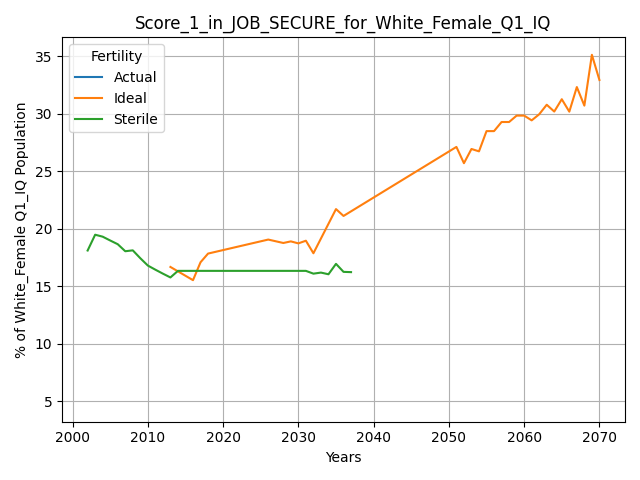 Score_1_in_JOB_SECURE_for_White_Female_Q1_IQ
% of White_Female Q1_IQ Population
Fertility
Actual
Ideal
Sterile
35
30
25
20
15
10
5
2000 2010 2020 2030 2040 2050 2060 2070
Years